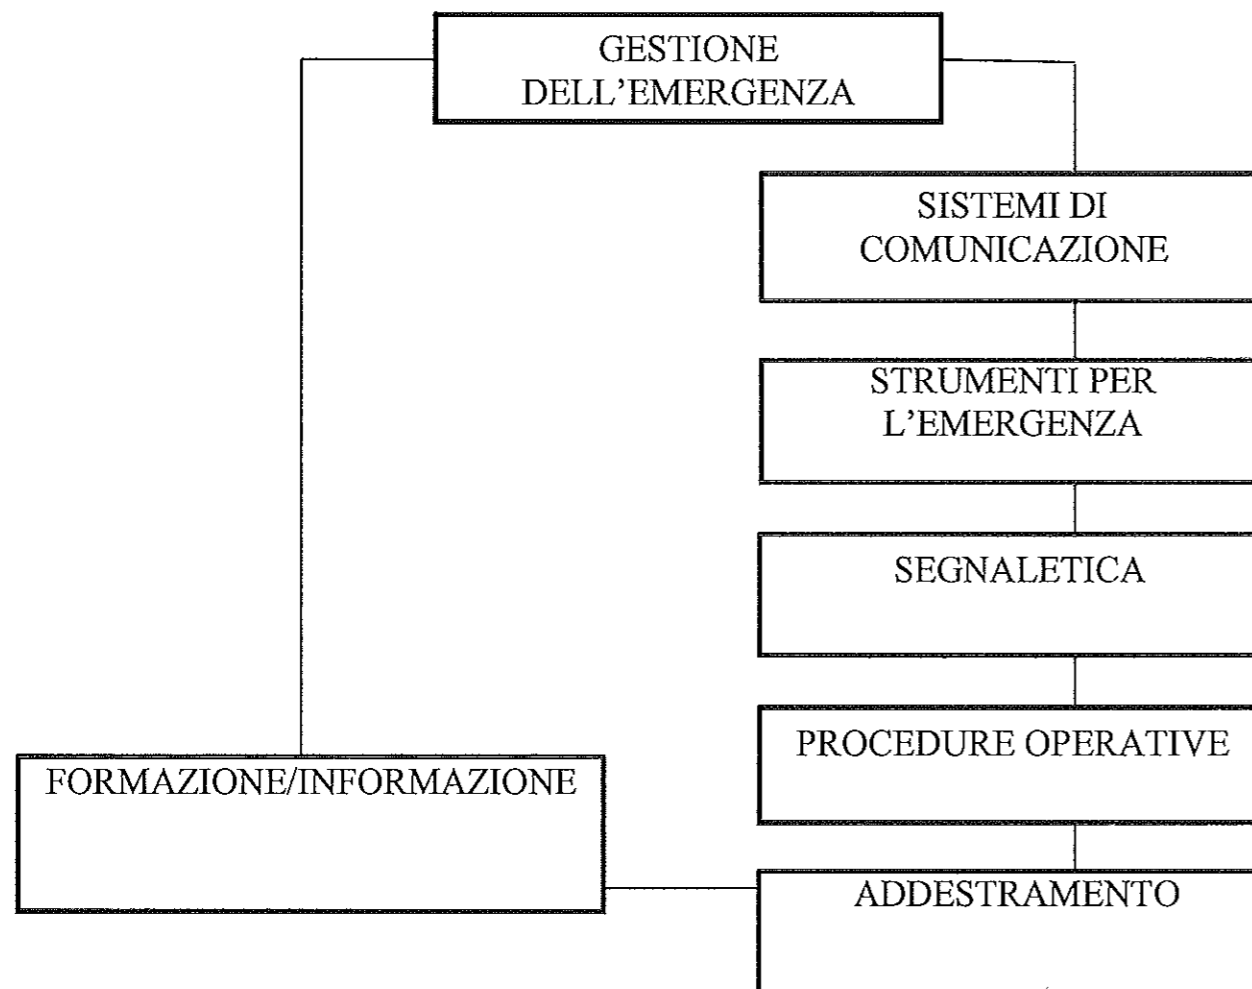 GESTIONE
DELL’EMERGENZA
SISTEMI DI
COMUNICAZIONE
STRUMENTI PER
L’EMERGENZA
SEGNALETICA
PROCEDURE OPERATIVE
FORMAZIONE/INFORMAZIONE
ADDESTRAMENTO